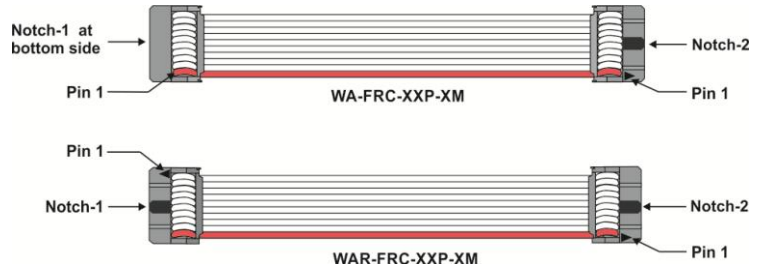 Notch-1 at
bottom side
Notch-2
Pin 1
Pin 1
WA-FRC-XXP-XM
Pin 1
Notch-1
Notch-2
Pin 1
WAR-FRC-XXP-XM